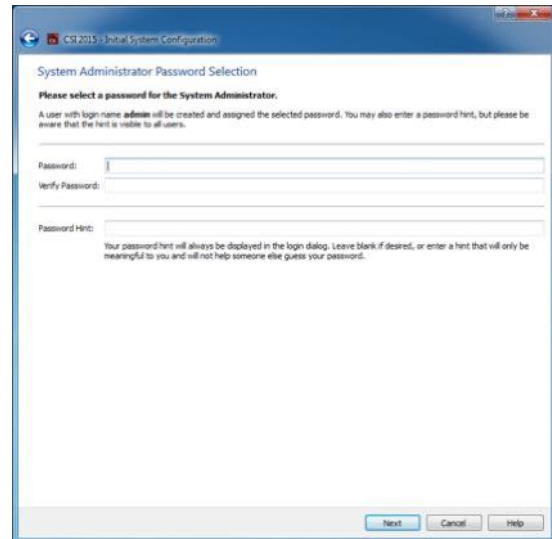 CSI 2015 - Initial System Configuration
System Administrator Password Selection
Please select a password for the System Administrator.
A user with login name admin will be created and assigned the selected password. You may also enter a password hint, but please be
aware that the hint is visible to all users.
Password:
Verify Password:
Password Hint:
Your password hint will always be displayed in the login dialog. Leave blank if desired, or enter a hint that will only be
meaningful to you and will not help someone else guess your password.
Next Cancel Help